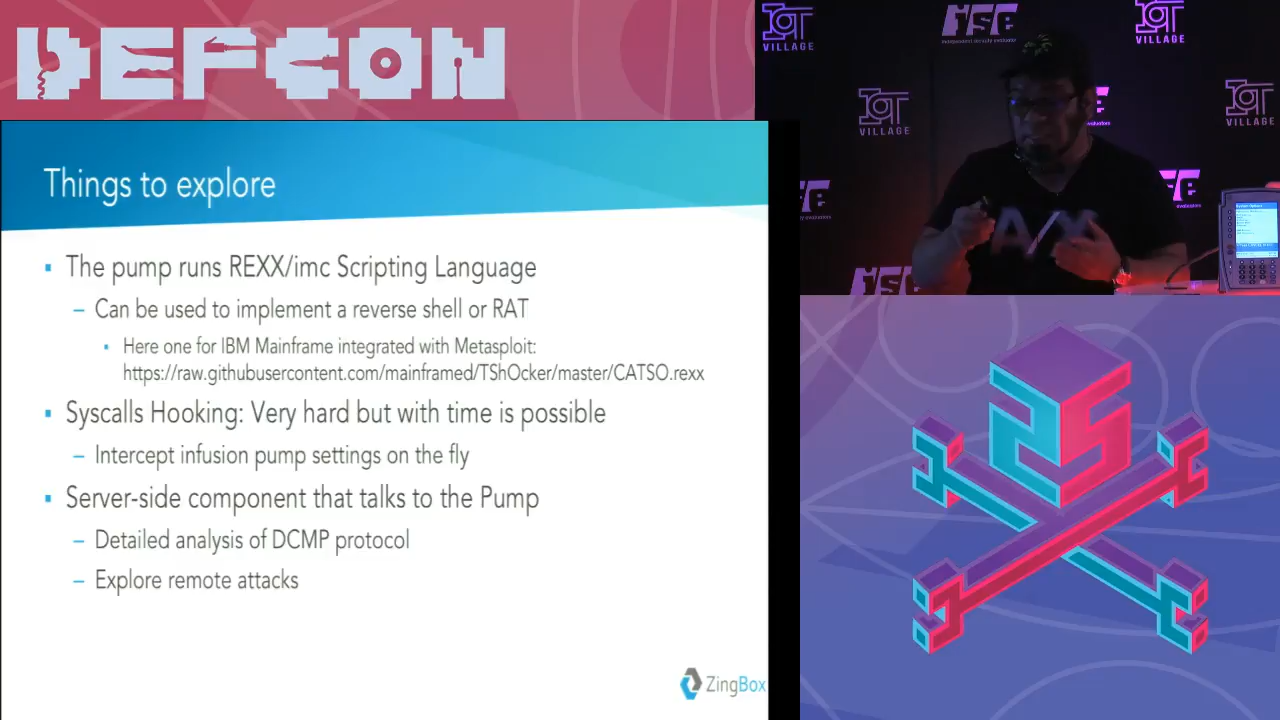 DEFCON
Things to explore
▪ The pump runs REXX/imc Scripting Language
– Can be used to implement a reverse shell or RAT
▪ Here one for IBM Mainframe integrated with Metasploit:
https://raw.githubusercontent.com/mainframed/TShOcker/master/CATSO.rexx
▪ Syscalls Hooking: Very hard but with time is possible
– Intercept infusion pump settings on the fly
▪ Server-side component that talks to the Pump
– Detailed analysis of DCMP protocol
– Explore remote attacks
ZingBox
IOT
VILLAGE
ise
IOT
VILLAGE
IOT
VILLAGE
IOT
VILLAGE
ise
25